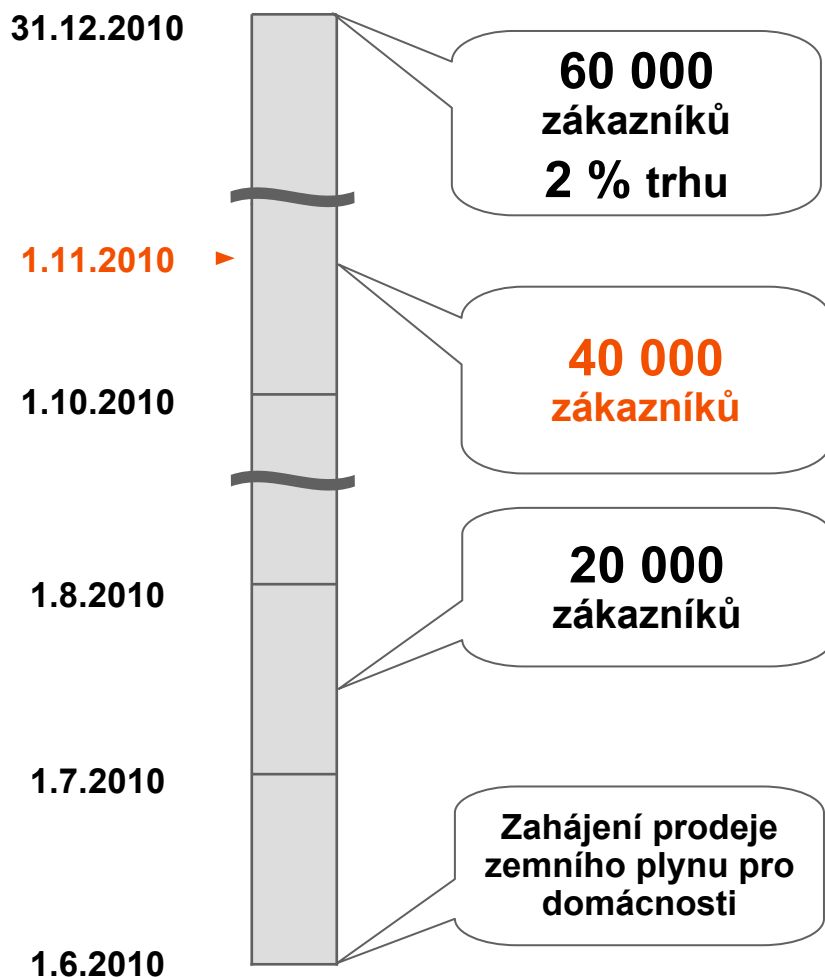 31.12.2010
60 000
zákazníků
2 % trhu
1.11.2010
40 000
zákazníků
1.10.2010
20 000
zákazníků
1.8.2010
1.7.2010
Zahájení prodeje
zemního plynu pro
domácnosti
1.6.2010